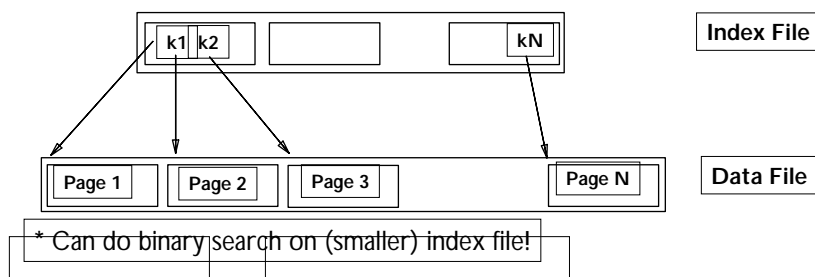 k1 k2 kN Index File
Page 1 Page 2 Page 3 Page N Data File
* Can do binary search on (smaller) index file!